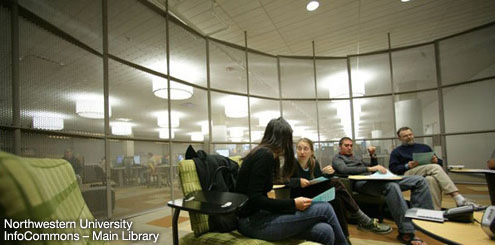 Northwestern University
InfoCommons – Main Library